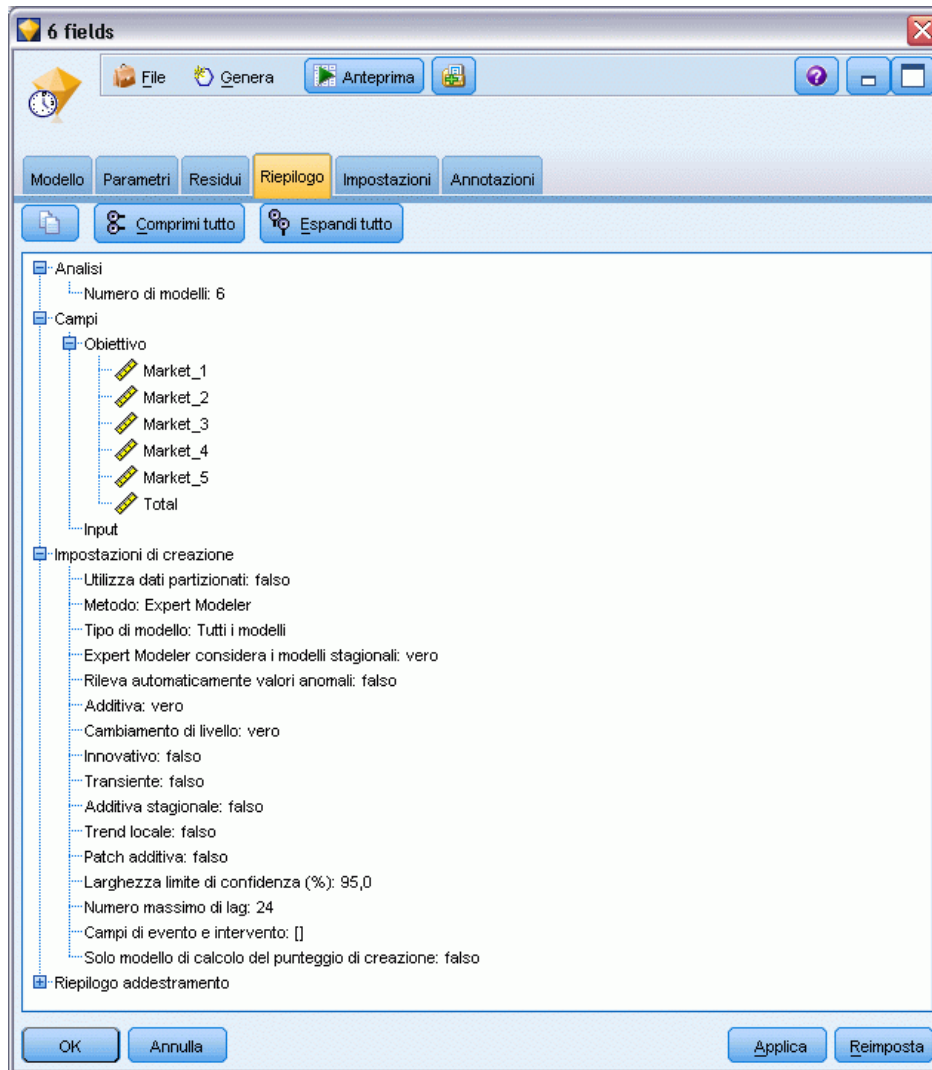 6 fields
File Genera Anteprima ?
Modello Parametri Residui Riepilogo Impostazioni Annotazioni
Comprimi tutto Espandi tutto
Analisi
Numero di modelli: 6
Campi
Obiettivo
Market_1
Market_2
Market_3
Market_4
Market_5
Total
Input
Impostazioni di creazione
Utilizza dati partizionati: falso
Metodo: Expert Modeler
Tipo di modello: Tutti i modelli
Expert Modeler considera i modelli stagionali: vero
Rileva automaticamente valori anomali: falso
Additiva: vero
Cambiamento di livello: vero
Innovativo: falso
Transiente: falso
Additiva stagionale: falso
Trend locale: falso
Patch additiva: falso
Larghezza limite di confidenza (%): 95,0
Numero massimo di lag: 24
Campi di evento e intervento: []
Solo modello di calcolo del punteggio di creazione: falso
Riepilogo addestramento
OK Annulla Applica Reimposta